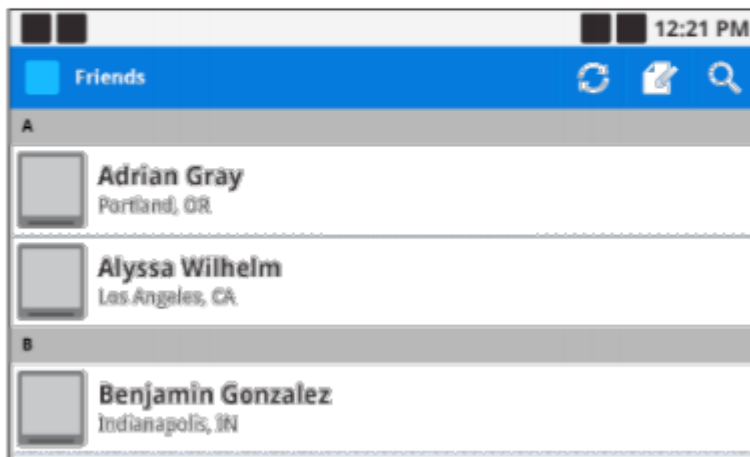 12:21 PM
Friends
A
Adrian Gray
Portland, OR
Alyssa Wilhelm
Los Angeles, CA
B
Benjamin Gonzalez
Indianapolis, IN